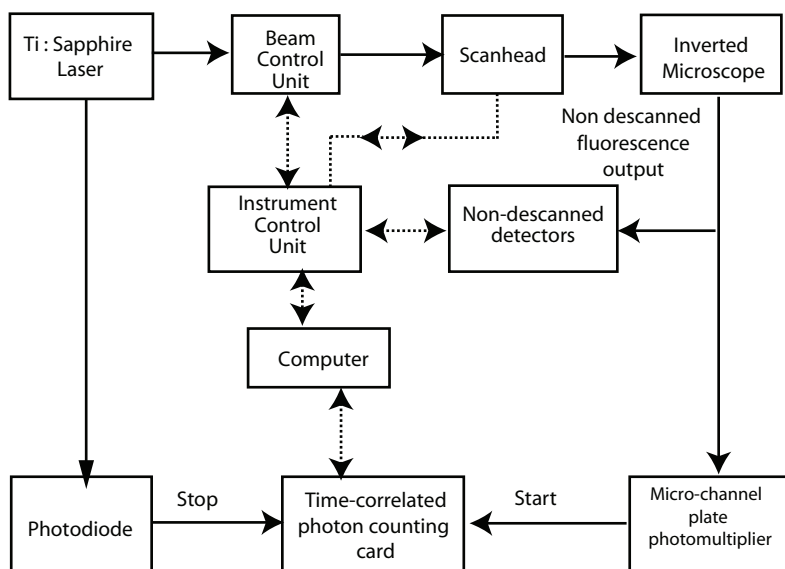 Ti : Sapphire
Laser
Beam
Control
Unit
Scanhead
Inverted
Microscope
Non descanned
fluorescence
output
Instrument
Control
Unit
Non-descanned
detectors
Computer
Photodiode
Stop
Time-correlated
photon counting
card
Start
Micro-channel
plate
photomultiplier